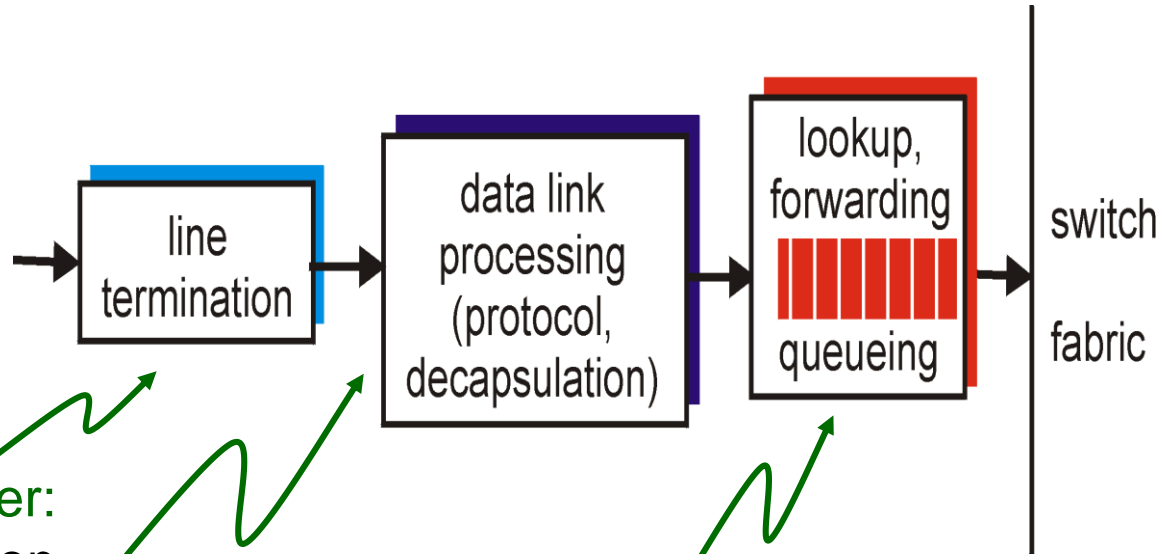 line
termination
data link
processing
(protocol,
decapsulation)
lookup,
forwarding
queueing
switch
fabric
er: